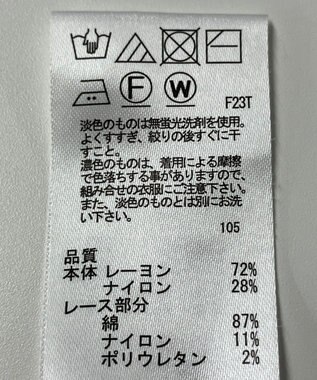 F W F23T
淡色のものは無蛍光洗剤を使用。
よくすすぎ、絞りの後すぐに干
すこと。
濃色のものは、着用による摩擦
で色落ちする事がありますので、
組み合せの衣服にご注意下さい。
また、淡色のものとは別にお洗
い下さい。
105
品質
本体 レーヨン 72%
ナイロン 28%
レース部分
綿 87%
ナイロン 11%
ポリウレタン 2%